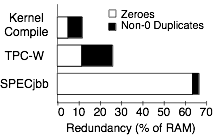 Zeroes
Non-0 Duplicates
Kernel
Compile
TPC-W
SPECjbb
0 10 20 30 40 50 60 70
Redundancy (% of RAM)